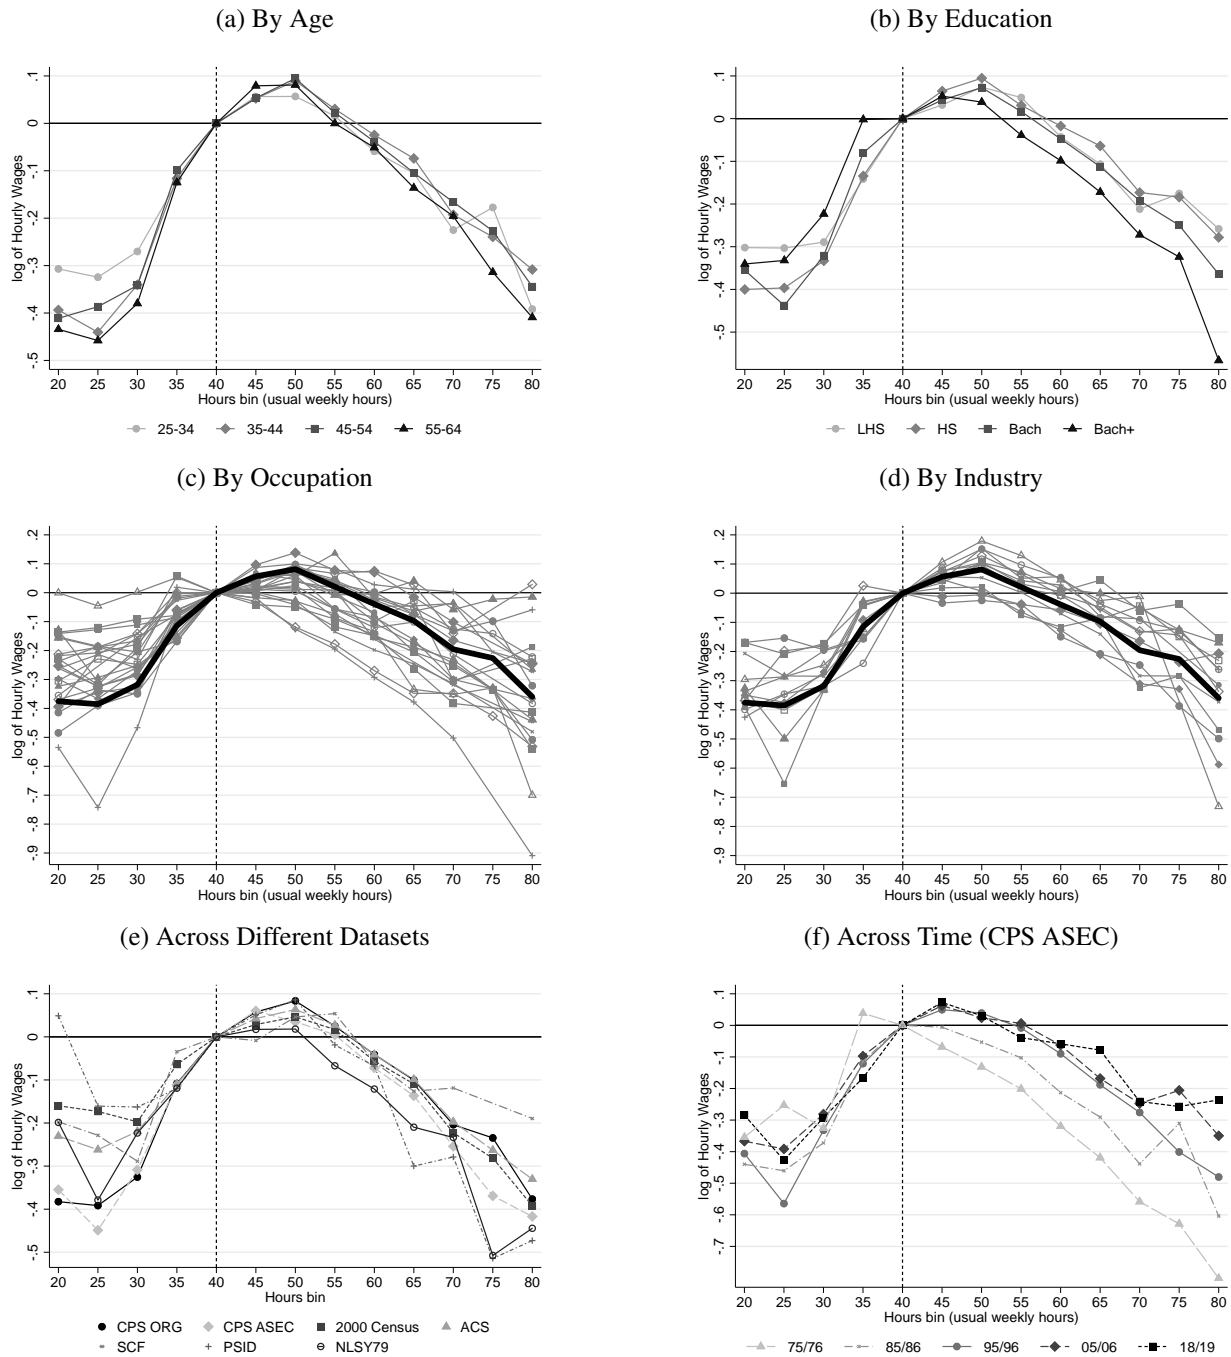 (a) By Age
.1
0
-.1
-.2
-.3
-.4
-.5
log of Hourly Wages
20 25 30 35 40 45 50 55 60 65 70 75 80
Hours bin (usual weekly hours)
25-34 35-44 45-54 55-64
(b) By Education
.1
0
-.1
-.2
-.3
-.4
-.5
log of Hourly Wages
20 25 30 35 40 45 50 55 60 65 70 75 80
Hours bin (usual weekly hours)
LHS HS Bach Bach+
(c) By Occupation
.2
.1
0
-.1
-.2
-.3
-.4
-.5
-.6
-.7
-.8
-.9
log of Hourly Wages
20 25 30 35 40 45 50 55 60 65 70 75 80
Hours bin (usual weekly hours)
(d) By Industry
.2
.1
0
-.1
-.2
-.3
-.4
-.5
-.6
-.7
-.8
-.9
log of Hourly Wages
20 25 30 35 40 45 50 55 60 65 70 75 80
Hours bin (usual weekly hours)
(e) Across Different Datasets
.1
0
-.1
-.2
-.3
-.4
-.5
log of Hourly Wages
20 25 30 35 40 45 50 55 60 65 70 75 80
Hours bin
CPS ORG CPS ASEC 2000 Census ACS
SCF PSID NLSY79
(f) Across Time (CPS ASEC)
.1
0
-.1
-.2
-.3
-.4
-.5
-.6
-.7
log of Hourly Wages
20 25 30 35 40 45 50 55 60 65 70 75 80
Hours bin (usual weekly hours)
75/76 85/86 95/96 05/06 18/19